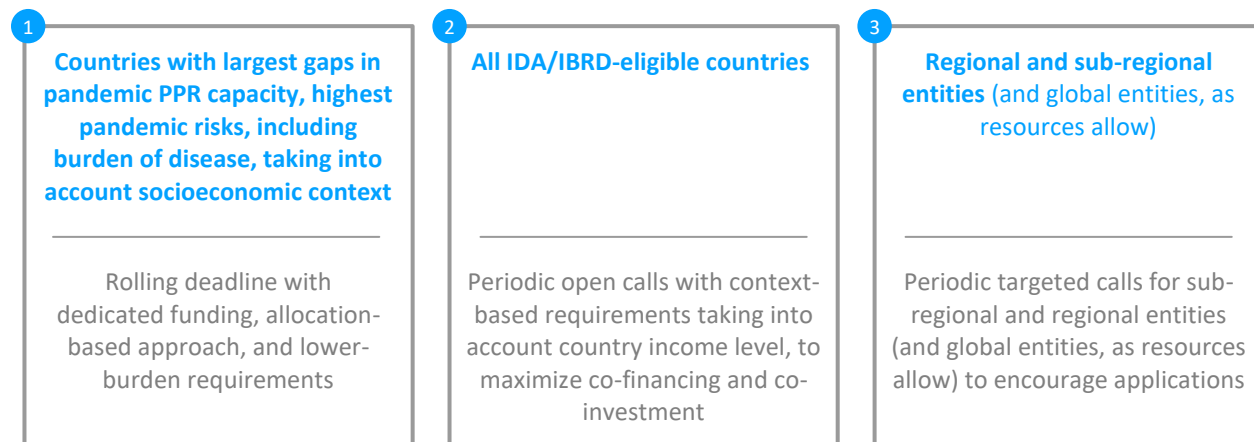 1
Countries with largest gaps in
pandemic PPR capacity, highest
pandemic risks, including
burden of disease, taking into
account socioeconomic context
Rolling deadline with
dedicated funding, allocation-
based approach, and lower-
burden requirements
2
All IDA/IBRD-eligible countries
Periodic open calls with context-
based requirements taking into
account country income level, to
maximize co-financing and co-
investment
3
Regional and sub-regional
entities (and global entities, as
resources allow)
Periodic targeted calls for sub-
regional and regional entities
(and global entities, as resources
allow) to encourage applications